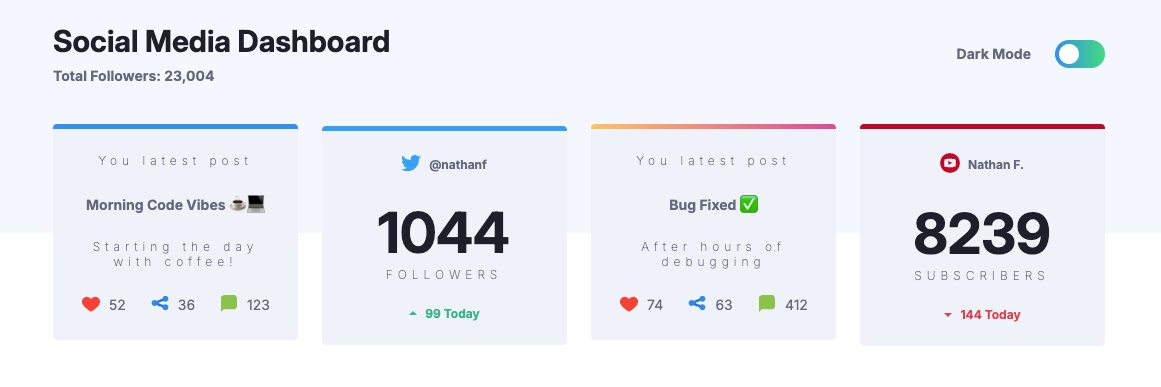 Social Media Dashboard
Total Followers: 23,004
Dark Mode
You latest post
Morning Code Vibes ☕💻
Starting the day
with coffee!
52 36 123
@nathanf
1044
FOLLOWERS
99 Today
You latest post
Bug Fixed ✅
After hours of
debugging
74 63 412
Nathan F.
8239
SUBSCRIBERS
144 Today